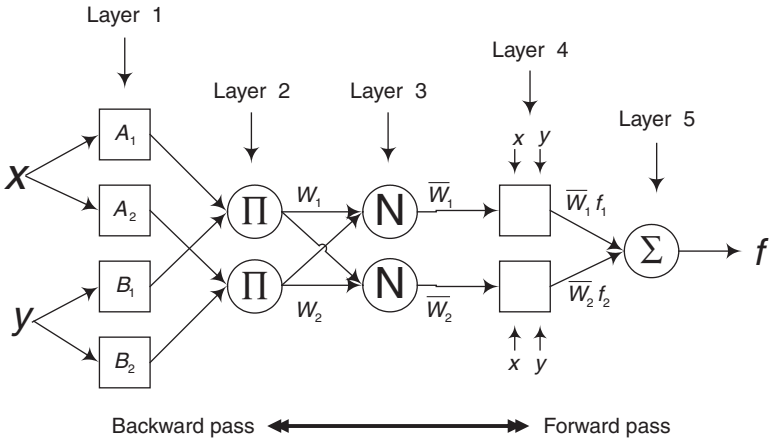 Layer 1
Layer 2
Layer 3
Layer 4
Layer 5
x y
A₁
A₂
B₁
B₂
x
y
Π
Π
W₁
W₂
N
N
W̅₁
W̅₂
W̅₁ f₁
W̅₂ f₂
Σ
f
x y
Backward pass
Forward pass